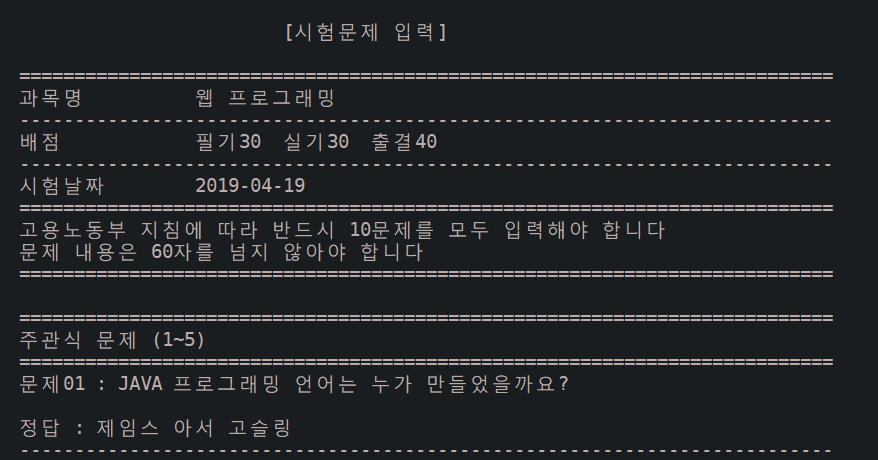 [시험문제 입력]
==========================================================================
과목명 웹 프로그래밍
--------------------------------------------------------------------------
배점 필기30 실기30 출결40
--------------------------------------------------------------------------
시험날짜 2019-04-19
==========================================================================
고용노동부 지침에 따라 반드시 10문제를 모두 입력해야 합니다
문제 내용은 60자를 넘지 않아야 합니다
==========================================================================
==========================================================================
주관식 문제 (1~5)
==========================================================================
문제01 : JAVA 프로그래밍 언어는 누가 만들었을까요?
정답 : 제임스 아서 고슬링
--------------------------------------------------------------------------